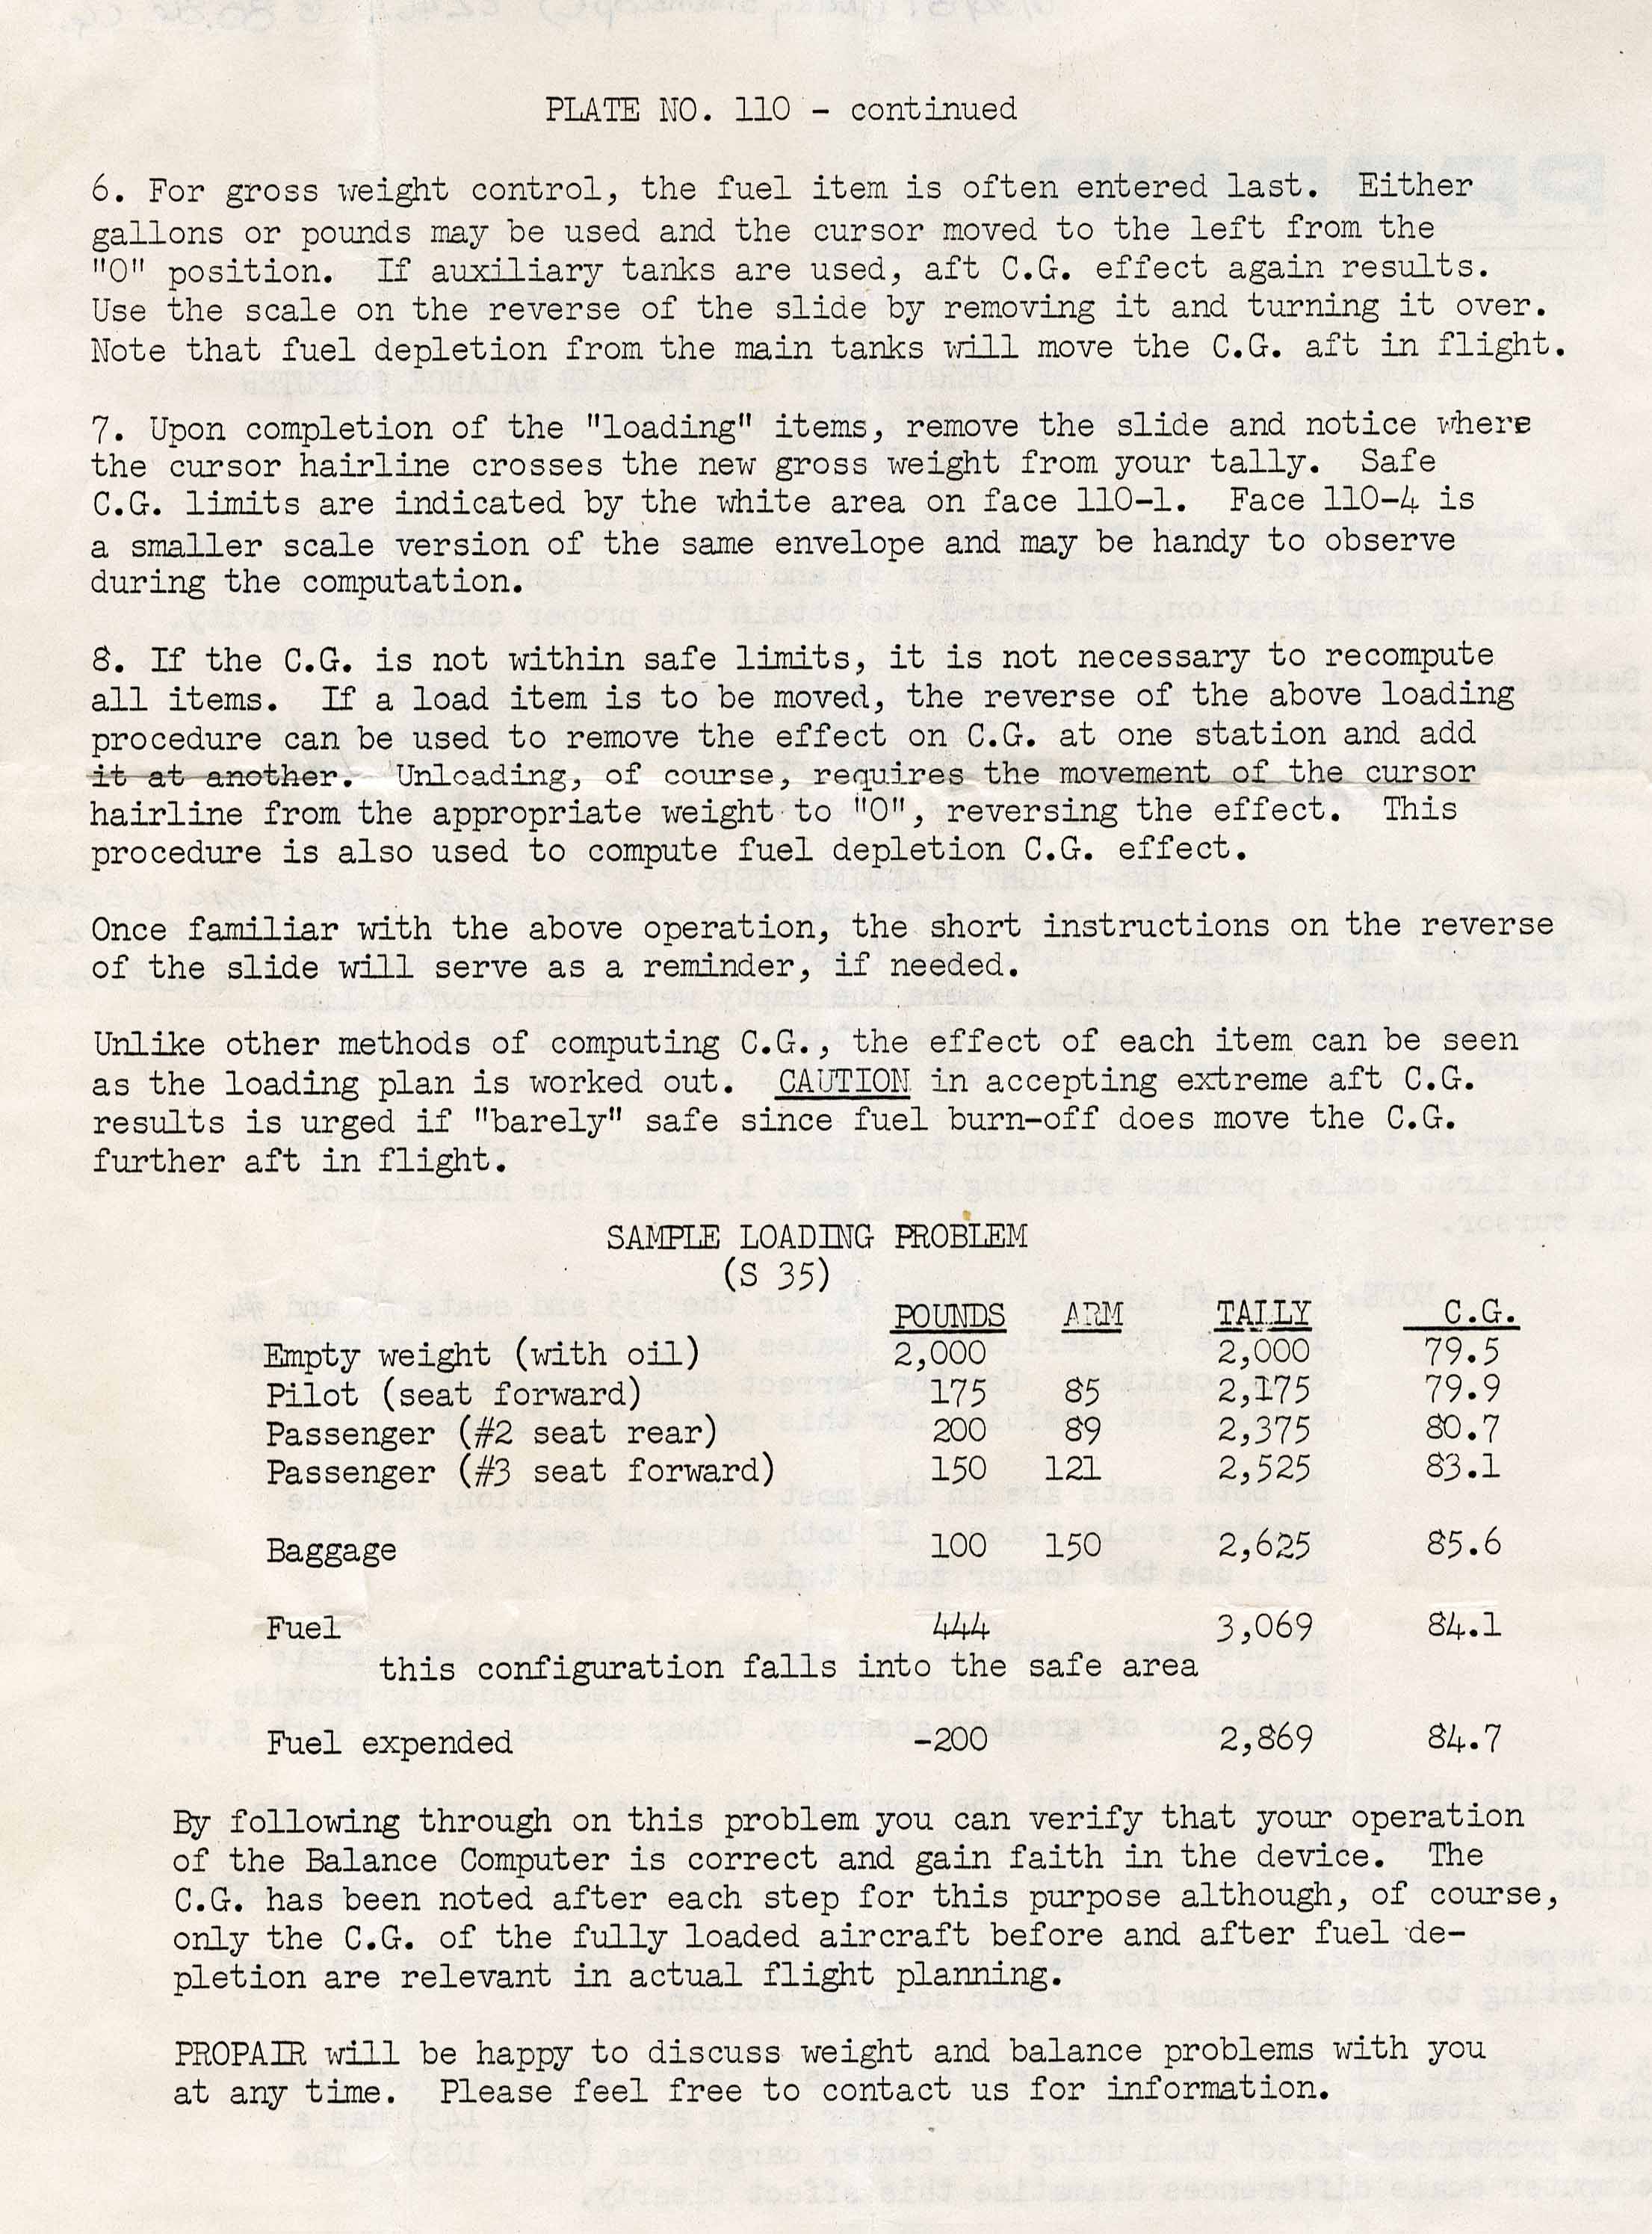 PLATE NO. 110 - continued
6. For gross weight control, the fuel item is often entered last. Either
gallons or pounds may be used and the cursor moved to the left from the
"0" position. If auxiliary tanks are used, aft C.G. effect again results.
Use the scale on the reverse of the slide by removing it and turning it over.
Note that fuel depletion from the main tanks will move the C.G. aft in flight.
7. Upon completion of the "loading" items, remove the slide and notice where
the cursor hairline crosses the new gross weight from your tally. Safe
C.G. limits are indicated by the white area on face 110-1. Face 110-4 is
a smaller scale version of the same envelope and may be handy to observe
during the computation.
8. If the C.G. is not within safe limits, it is not necessary to recompute
all items. If a load item is to be moved, the reverse of the above loading
procedure can be used to remove the effect on C.G. at one station and add
it at another. Unloading, of course, requires the movement of the cursor
hairline from the appropriate weight to "0", reversing the effect. This
procedure is also used to compute fuel depletion C.G. effect.
Once familiar with the above operation, the short instructions on the reverse
of the slide will serve as a reminder, if needed.
Unlike other methods of computing C.G., the effect of each item can be seen
as the loading plan is worked out. CAUTION in accepting extreme aft C.G.
results is urged if "barely" safe since fuel burn-off does move the C.G.
further aft in flight.
SAMPLE LOADING PROBLEM
(S 35)
POUNDS ARM TALLY C.G.
Empty weight (with oil) 2,000 2,000 79.5
Pilot (seat forward) 175 85 2,175 79.9
Passenger (#2 seat rear) 200 89 2,375 80.7
Passenger (#3 seat forward) 150 121 2,525 83.1
Baggage 100 150 2,625 85.6
Fuel 444 3,069 84.1
this configuration falls into the safe area
Fuel expended -200 2,869 84.7
By following through on this problem you can verify that your operation
of the Balance Computer is correct and gain faith in the device. The
C.G. has been noted after each step for this purpose although, of course,
only the C.G. of the fully loaded aircraft before and after fuel de-
pletion are relevant in actual flight planning.
PROPAIR will be happy to discuss weight and balance problems with you
at any time. Please feel free to contact us for information.